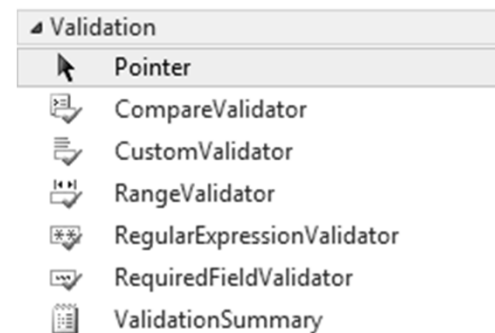 Validation
Pointer
CompareValidator
CustomValidator
RangeValidator
RegularExpressionValidator
RequiredFieldValidator
ValidationSummary